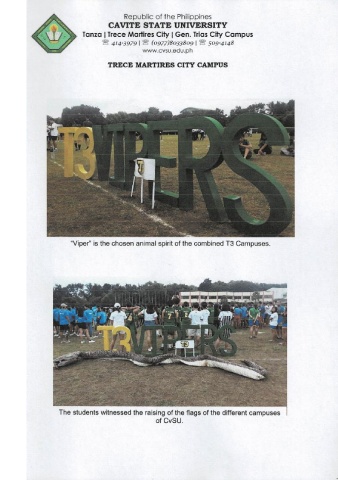 Republic of the Philippines
CAVITE STATE UNIVERSITY
Tanza | Trece Martires City | Gen. Trias City Campus
☏ 414-3979 | ☏ (0977)8033809 | ☏ 509-4148
www.cvsu.edu.ph
TRECE MARTIRES CITY CAMPUS
T3 VIPERS
"Viper" is the chosen animal spirit of the combined T3 Campuses.
T3 VIPERS
The students witnessed the raising of the flags of the different campuses
of CvSU.